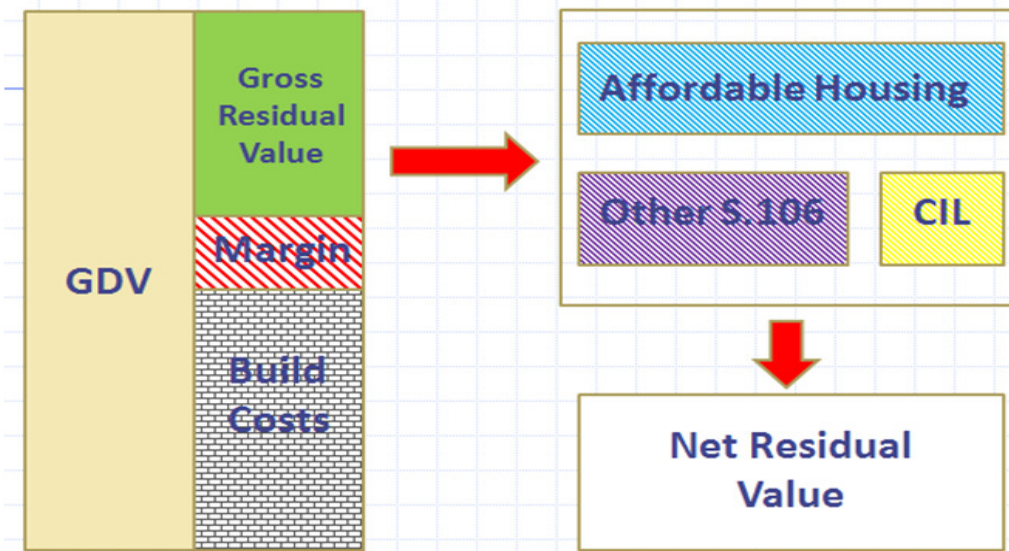 GDV
Gross
Residual
Value
Margin
Build
Costs
Affordable Housing
Other S.106
CIL
Net Residual
Value